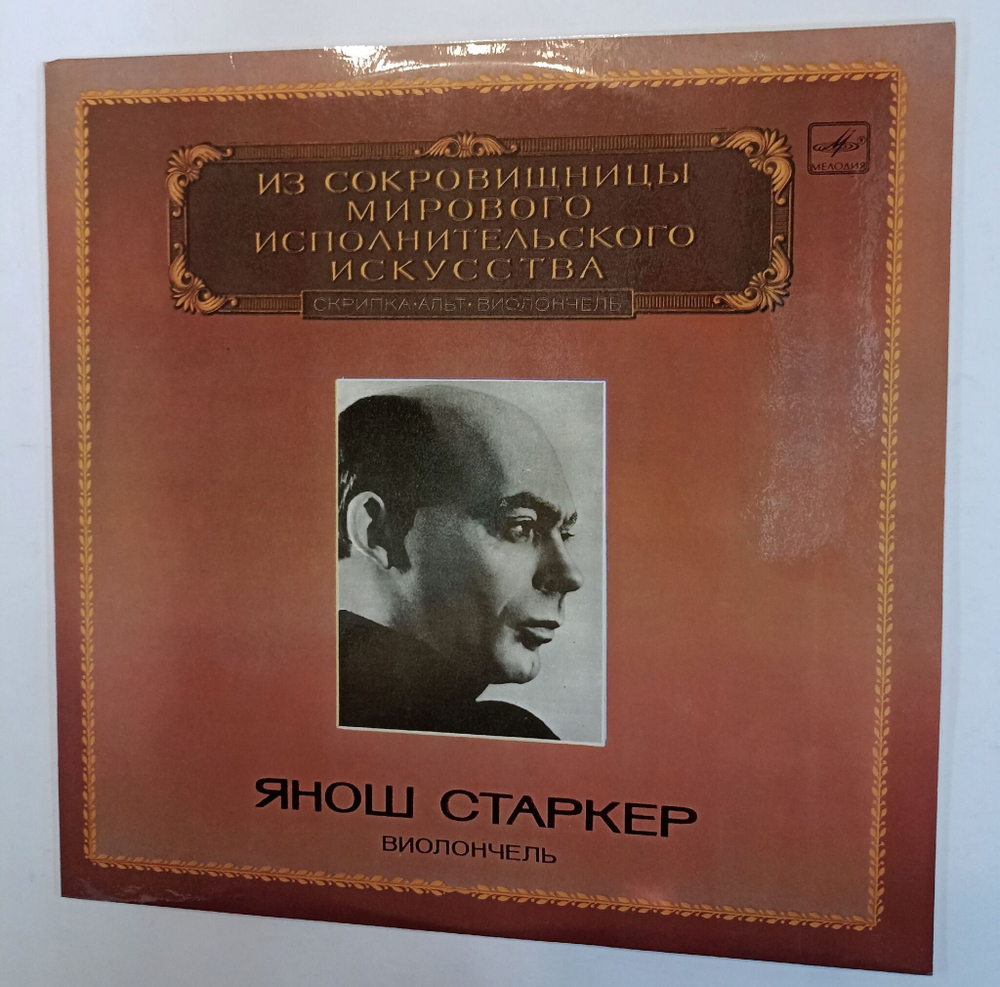 МЕЛОДИЯ
ИЗ СОКРОВИЩНИЦЫ
МИРОВОГО
ИСПОЛНИТЕЛЬСКОГО
ИСКУССТВА
СКРИПКА•АЛЬТ•ВИОЛОНЧЕЛЬ
ЯНОШ СТАРКЕР
ВИОЛОНЧЕЛЬ